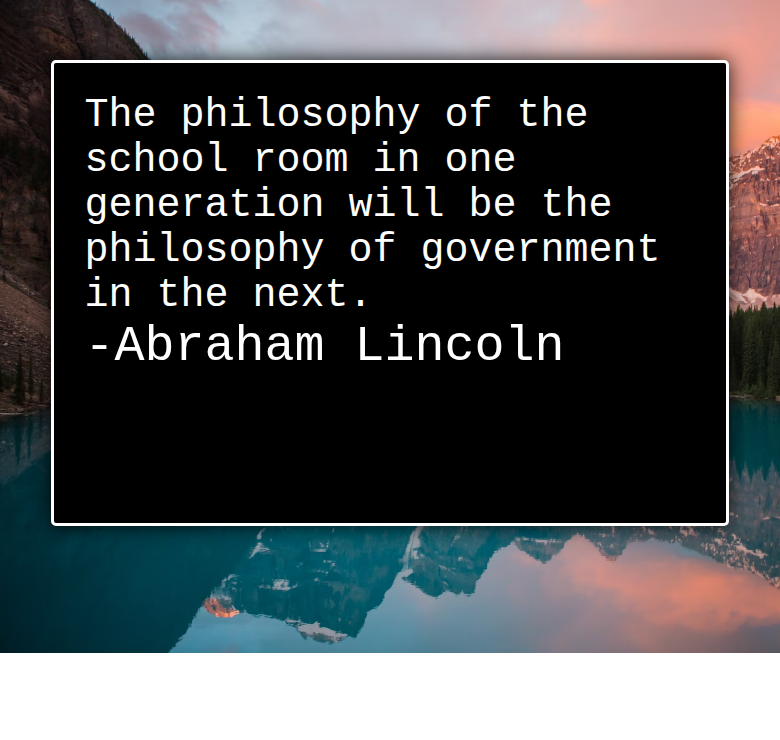 The philosophy of the
school room in one
generation will be the
philosophy of government
in the next.
-Abraham Lincoln